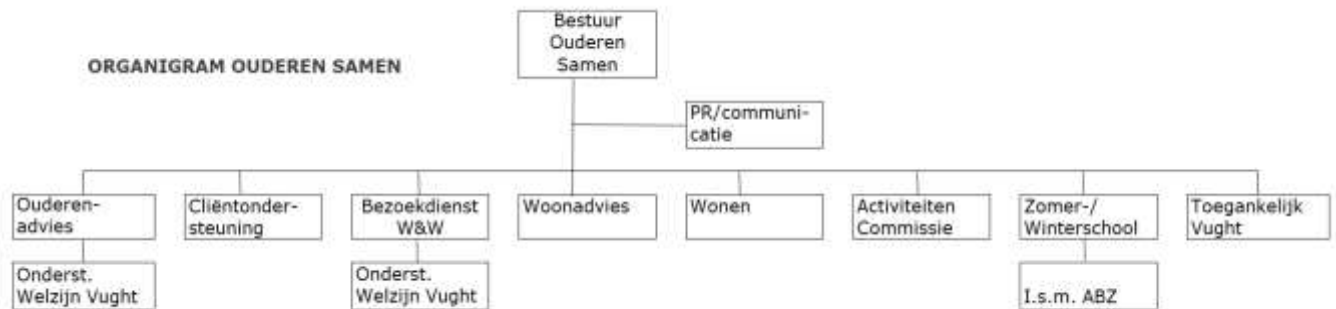 Bestuur
Ouderen
Samen
ORGANIGRAM OUDEREN SAMEN
PR/communi-
catie
Ouderen-
advies
Cliëntonder-
steuning
Bezoekdienst
W&W
Woonadvies
Wonen
Activiteiten
Commissie
Zomer-/
Winterschool
Toegankelijk
Vught
Onderst.
Welzijn Vught
Onderst.
Welzijn Vught
I.s.m. ABZ